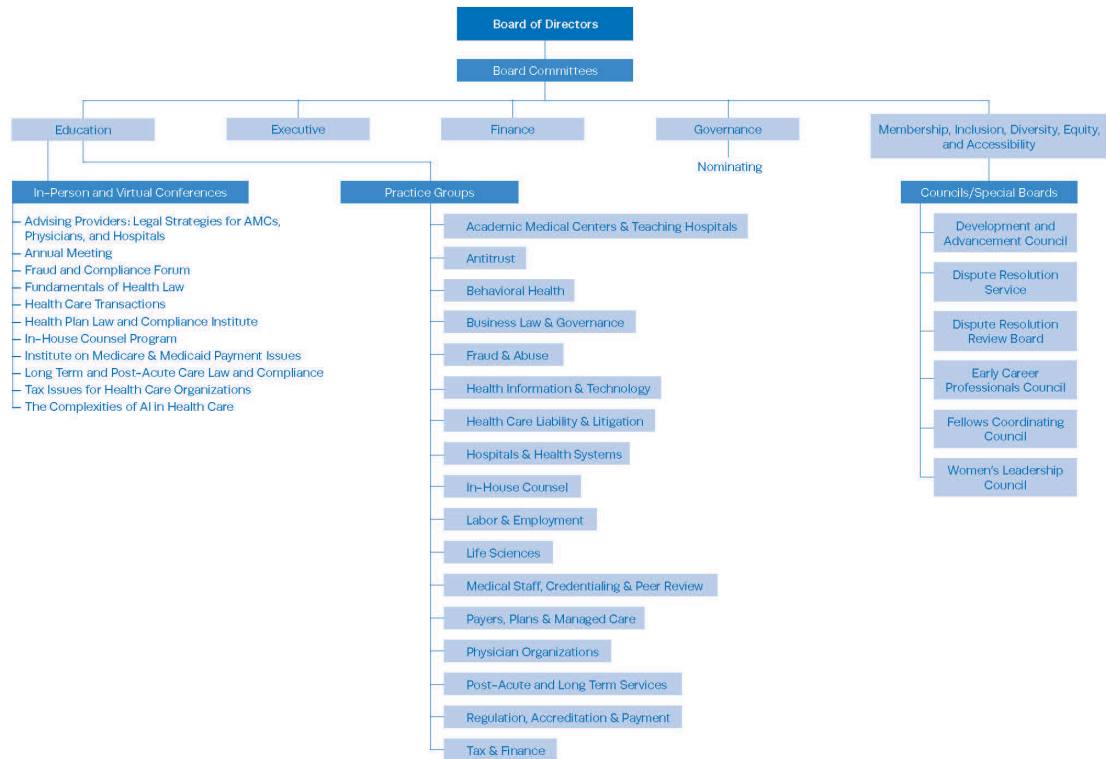 Board of Directors
Board Committees
Education
Executive
Finance
Governance
Membership, Inclusion, Diversity, Equity,
and Accessibility
Nominating
In-Person and Virtual Conferences
Advising Providers: Legal Strategies for AMCs,
Physicians, and Hospitals
Annual Meeting
Fraud and Compliance Forum
Fundamentals of Health Law
Health Care Transactions
Health Plan Law and Compliance Institute
In-House Counsel Program
Institute on Medicare & Medicaid Payment Issues
Long Term and Post-Acute Care Law and Compliance
Tax Issues for Health Care Organizations
The Complexities of AI in Health Care
Practice Groups
Academic Medical Centers & Teaching Hospitals
Antitrust
Behavioral Health
Business Law & Governance
Fraud & Abuse
Health Information & Technology
Health Care Liability & Litigation
Hospitals & Health Systems
In-House Counsel
Labor & Employment
Life Sciences
Medical Staff, Credentialing & Peer Review
Payers, Plans & Managed Care
Physician Organizations
Post-Acute and Long Term Services
Regulation, Accreditation & Payment
Tax & Finance
Councils/Special Boards
Development and
Advancement Council
Dispute Resolution
Service
Dispute Resolution
Review Board
Early Career
Professionals Council
Fellows Coordinating
Council
Women's Leadership
Council